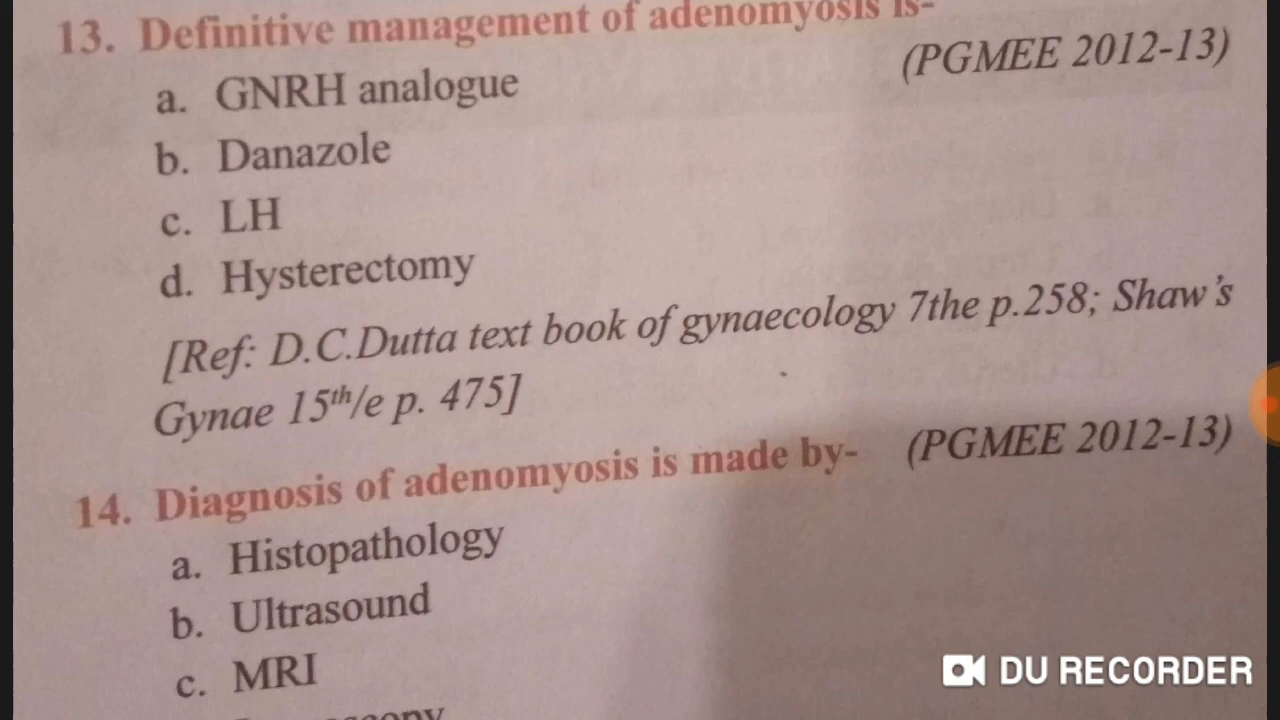 13. Definitive management of adenomyosis is-
(PGMEE 2012-13)
a. GNRH analogue
b. Danazole
c. LH
d. Hysterectomy
[Ref: D.C.Dutta text book of gynaecology 7the p.258; Shaw's
Gynae 15th/e p. 475]
14. Diagnosis of adenomyosis is made by- (PGMEE 2012-13)
a. Histopathology
b. Ultrasound
c. MRI
DU RECORDER